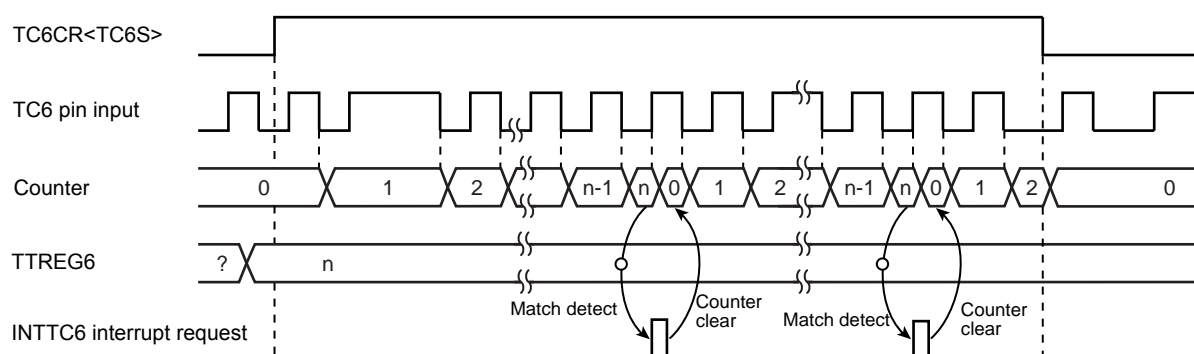 TC6CR<TC6S>
TC6 pin input
Counter 0 1 2 n-1 n 0 1 2 n-1 n 0 1 2 0
TTREG6 ? n
Match detect Counter clear Match detect Counter clear
INTTC6 interrupt request